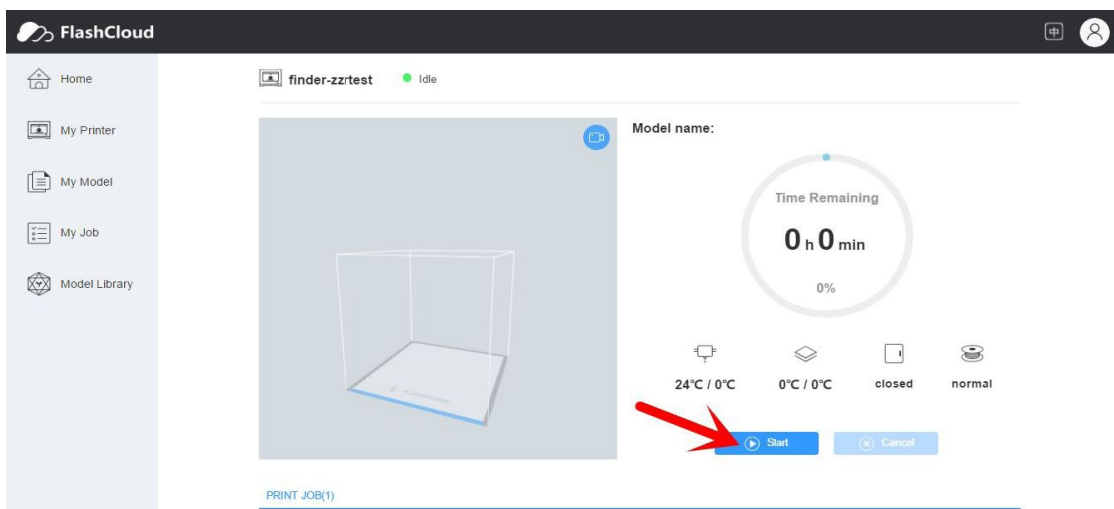 FlashCloud
中
Home
My Printer
My Model
My Job
Model Library
finder-zzrtest
Idle
Model name:
Time Remaining
0 h 0 min
0%
24℃ / 0℃
0℃ / 0℃
closed
normal
Start
Cancel
PRINT JOB(1)